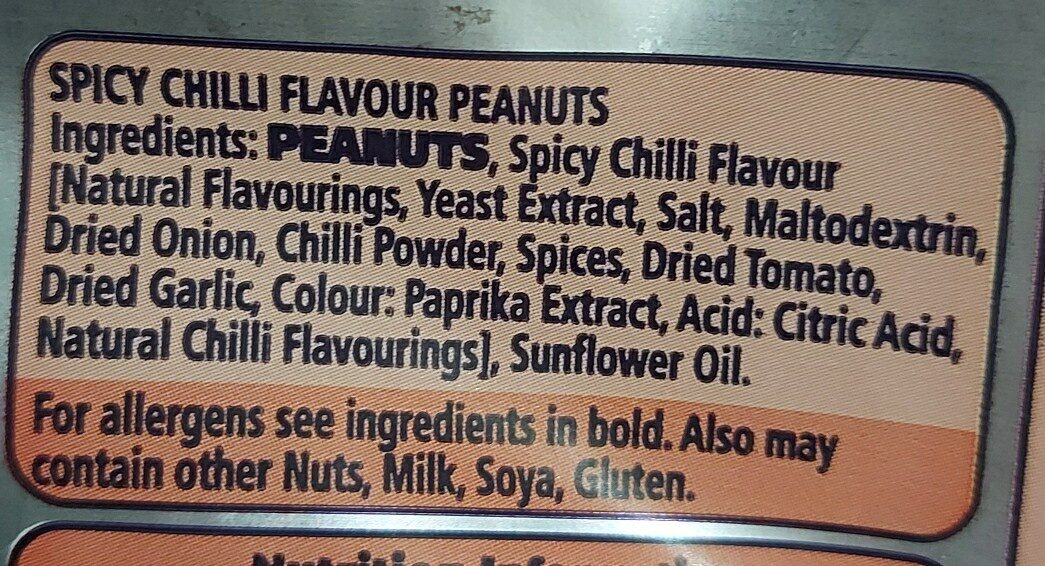 SPICY CHILLI FLAVOUR PEANUTS
Ingredients: PEANUTS, Spicy Chilli Flavour
[Natural Flavourings, Yeast Extract, Salt, Maltodextrin,
Dried Onion, Chilli Powder, Spices, Dried Tomato,
Dried Garlic, Colour: Paprika Extract, Acid: Citric Acid,
Natural Chilli Flavourings], Sunflower Oil.
For allergens see ingredients in bold. Also may
contain other Nuts, Milk, Soya, Gluten.